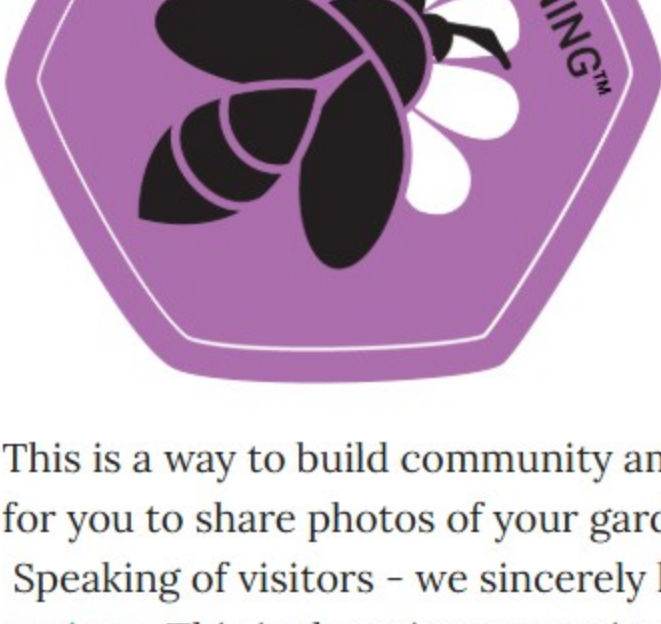 NING™
This is a way to build community an
for you to share photos of your gard
Speaking of visitors - we sincerely